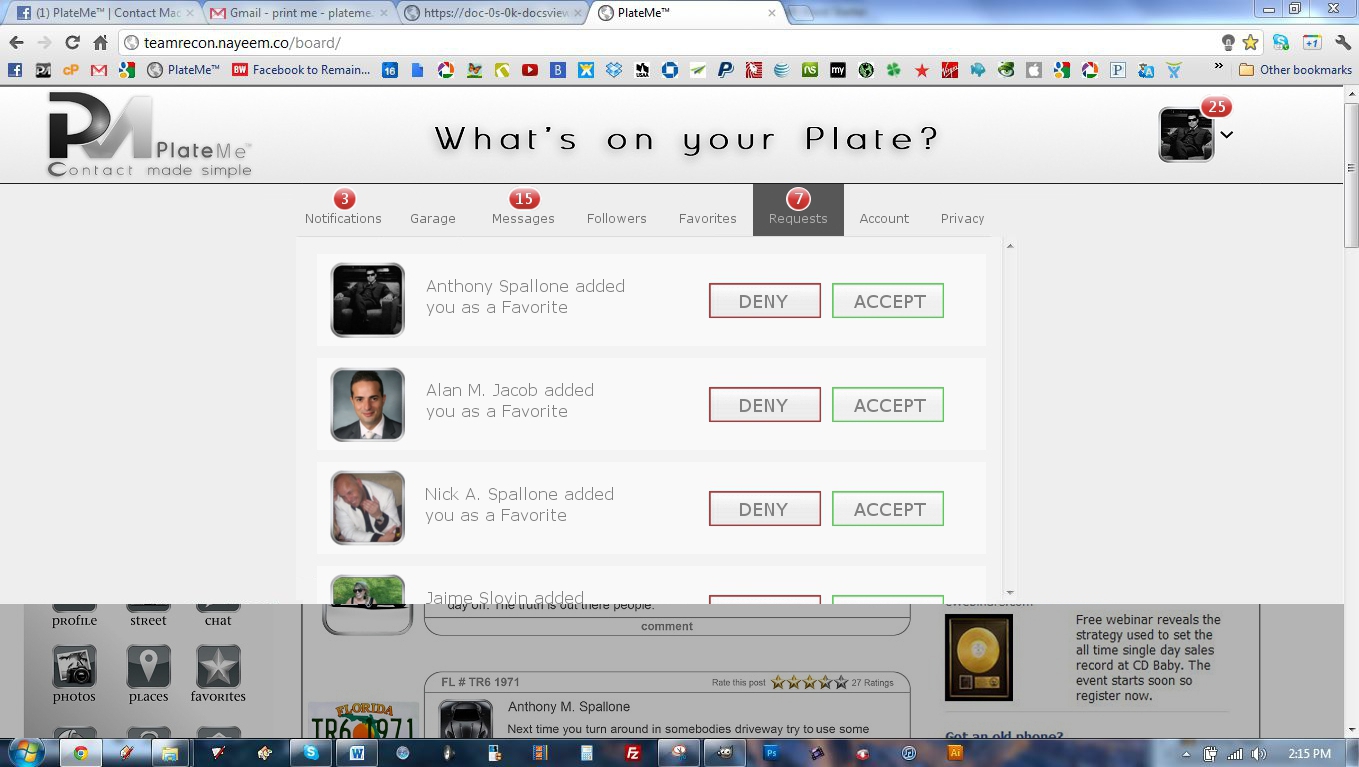 (1) PlateMe™ | Contact Mac
Gmail - print me - plateme.
https://doc-0s-0k-docsview
PlateMe™
teamrecon.nayeem.co/board/
PlateMe™
BW Facebook to Remain...
16
Other bookmarks
PM PlateMe™
Contact made simple
What's on your Plate?
25
3
15
7
Notifications
Garage
Messages
Followers
Favorites
Requests
Account
Privacy
Anthony Spallone added
you as a Favorite
DENY
ACCEPT
Alan M. Jacob added
you as a Favorite
DENY
ACCEPT
Nick A. Spallone added
you as a Favorite
DENY
ACCEPT
Jaime Slovin added
day off. The truth is out there people.
comment
PROFILE
STREET
CHAT
PHOTOS
PLACES
FAVORITES
FL # TR6 1971
Rate this post
27 Ratings
FLORIDA
TR6 1971
Anthony M. Spallone
Next time you turn around in somebodies driveway try to use some
Free webinar reveals the
strategy used to set the
all time single day sales
record at CD Baby. The
event starts soon so
register now.
Got an old phone?
2:15 PM